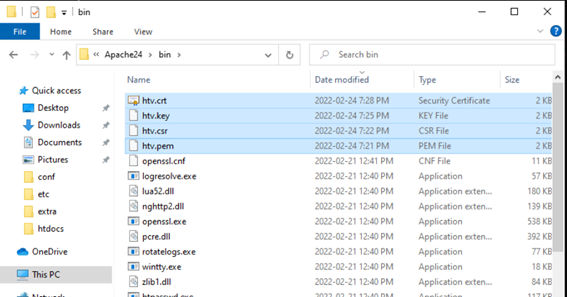 bin
File Home Share View
Apache24 bin Search bin
Name Date modified Type Size
Quick access
Desktop
Downloads
Documents
Pictures
conf
etc
extra
htdocs
OneDrive
This PC
Network
htv.crt 2022-02-24 7:28 PM Security Certificate 2 KB
htv.key 2022-02-24 7:25 PM KEY File 2 KB
htv.csr 2022-02-24 7:22 PM CSR File 2 KB
htv.pem 2022-02-24 7:21 PM PEM File 2 KB
openssl.cnf 2022-02-21 12:41 PM CNF File 11 KB
logresolve.exe 2022-02-21 12:40 PM Application 57 KB
lua52.dll 2022-02-21 12:40 PM Application exten... 180 KB
nghttp2.dll 2022-02-21 12:40 PM Application exten... 139 KB
openssl.exe 2022-02-21 12:40 PM Application 538 KB
pcre.dll 2022-02-21 12:40 PM Application exten... 392 KB
rotatelogs.exe 2022-02-21 12:40 PM Application 77 KB
wintty.exe 2022-02-21 12:40 PM Application 18 KB
zlib1.dll 2022-02-21 12:40 PM Application exten... 84 KB
htpasswd.exe